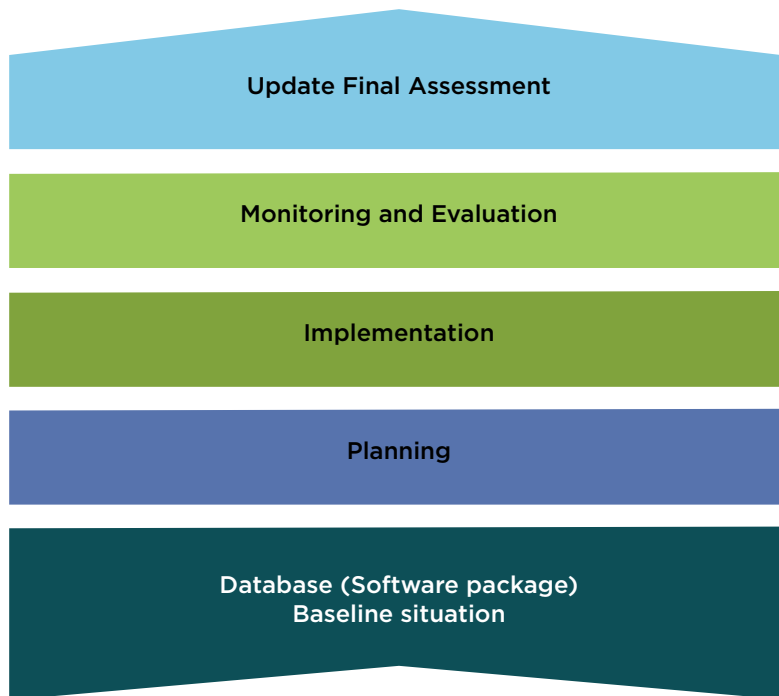 Update Final Assessment
Monitoring and Evaluation
Implementation
Planning
Database (Software package)
Baseline situation